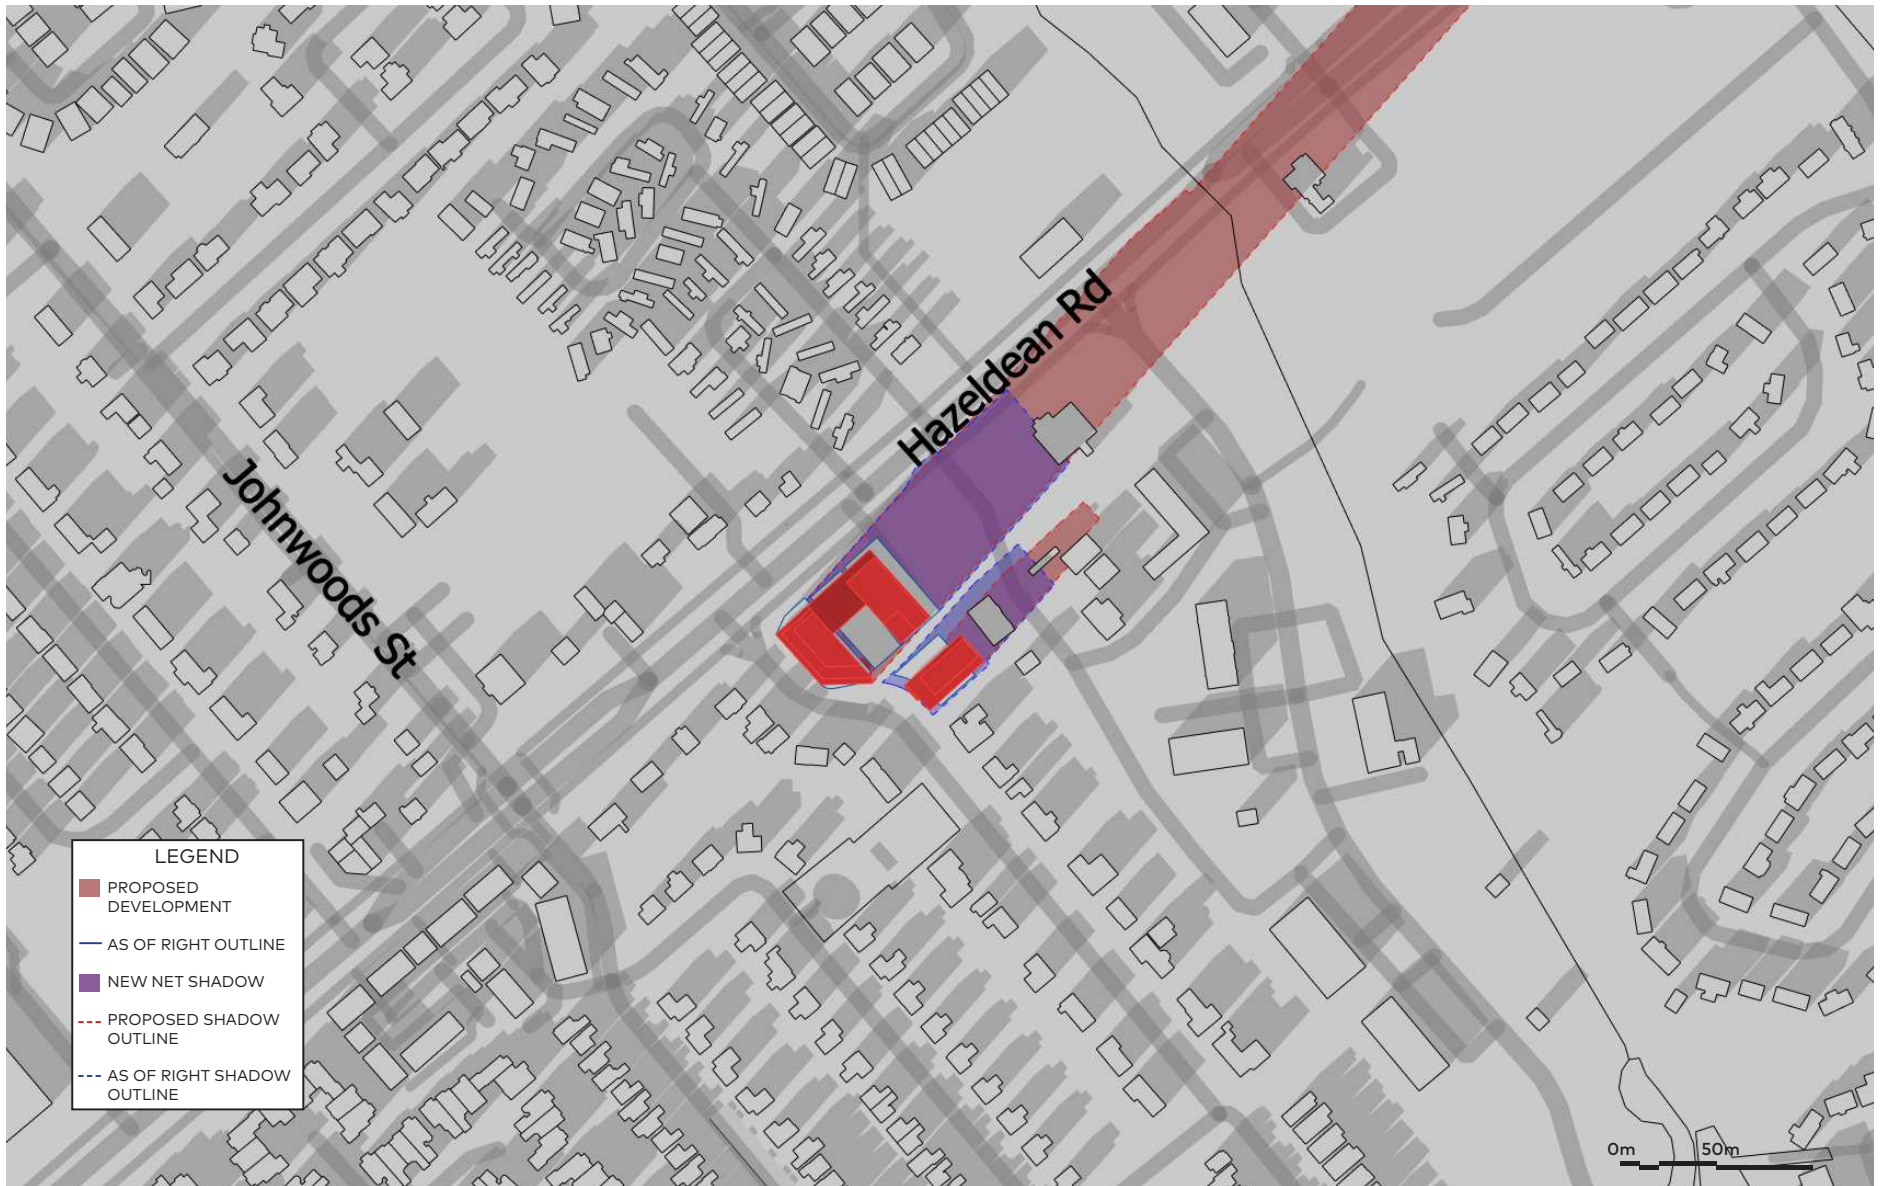 Hazeldean Rd
Johnwoods St
LEGEND
PROPOSED
DEVELOPMENT
AS OF RIGHT OUTLINE
NEW NET SHADOW
PROPOSED SHADOW
OUTLINE
AS OF RIGHT SHADOW
OUTLINE
0m 50m